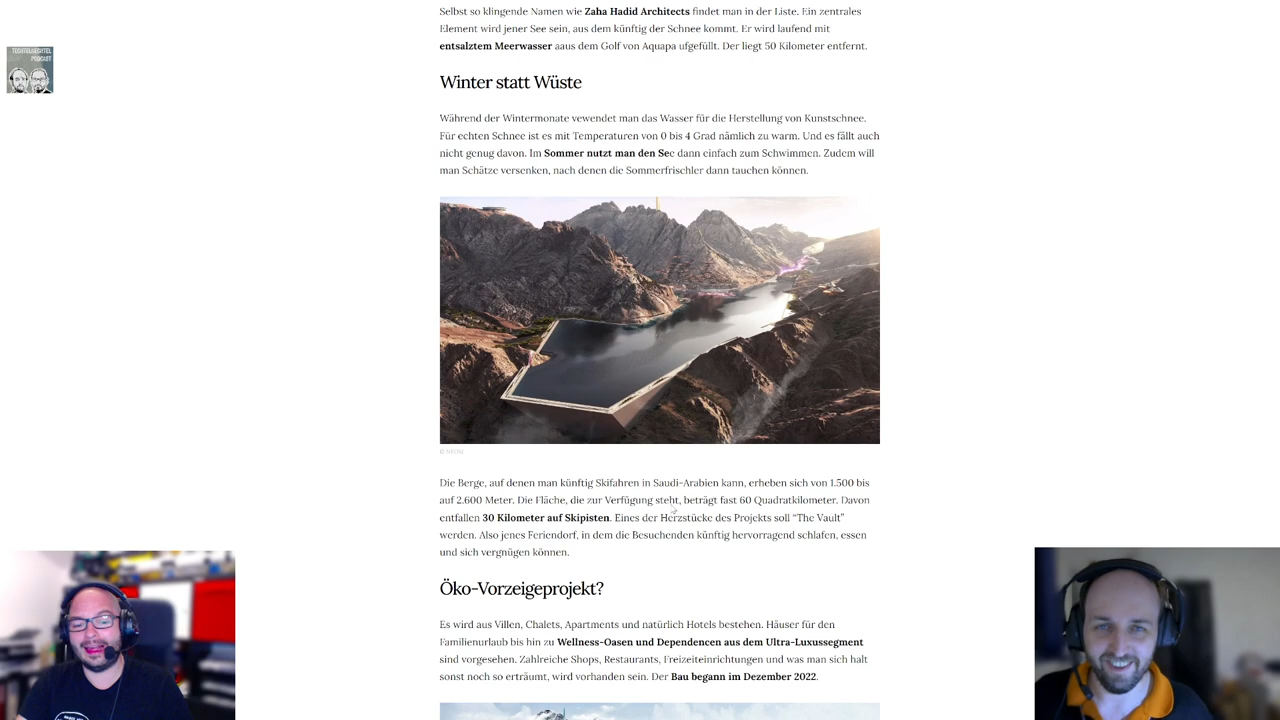 Selbst so klingende Namen wie Zaha Hadid Architects findet man in der Liste. Ein zentrales
Element wird jener See sein, aus dem künftig der Schnee kommt. Er wird laufend mit
entsalztem Meerwasser aaus dem Golf von Aquapa ufgefüllt. Der liegt 50 Kilometer entfernt.
TECHTELMECHTEL
PODCAST
Winter statt Wüste
Während der Wintermonate vewendet man das Wasser für die Herstellung von Kunstschnee.
Für echten Schnee ist es mit Temperaturen von 0 bis 4 Grad nämlich zu warm. Und es fällt auch
nicht genug davon. Im Sommer nutzt man den See dann einfach zum Schwimmen. Zudem will
man Schätze versenken, nach denen die Sommerfrischler dann tauchen können.
© NEOM
Die Berge, auf denen man künftig Skifahren in Saudi-Arabien kann, erheben sich von 1.500 bis
auf 2.600 Meter. Die Fläche, die zur Verfügung steht, beträgt fast 60 Quadratkilometer. Davon
entfallen 30 Kilometer auf Skipisten. Eines der Herzstücke des Projekts soll “The Vault”
werden. Also jenes Feriendorf, in dem die Besuchenden künftig hervorragend schlafen, essen
und sich vergnügen können.
Öko-Vorzeigeprojekt?
Es wird aus Villen, Chalets, Apartments und natürlich Hotels bestehen. Häuser für den
Familienurlaub bis hin zu Wellness-Oasen und Dependencen aus dem Ultra-Luxussegment
sind vorgesehen. Zahlreiche Shops, Restaurants, Freizeiteinrichtungen und was man sich halt
sonst noch so erträumt, wird vorhanden sein. Der Bau begann im Dezember 2022.